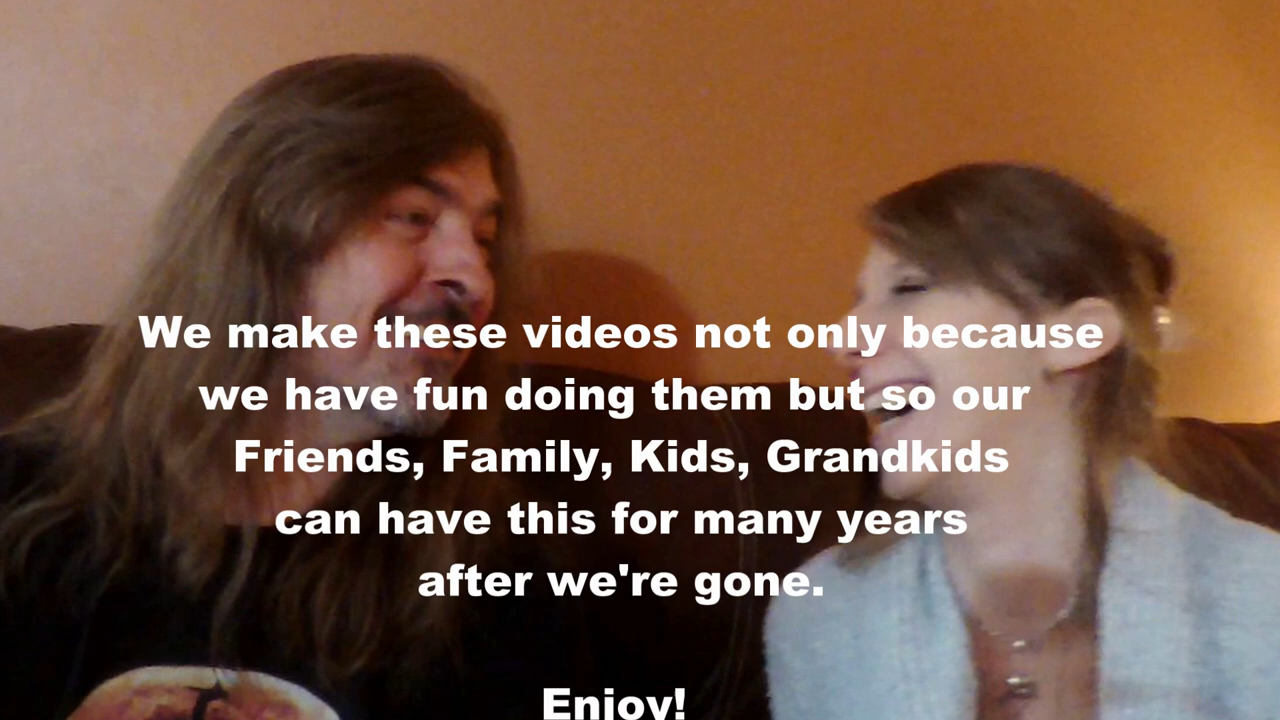 We make these videos not only because
we have fun doing them but so our
Friends, Family, Kids, Grandkids
can have this for many years
after we're gone.
Enjoy!